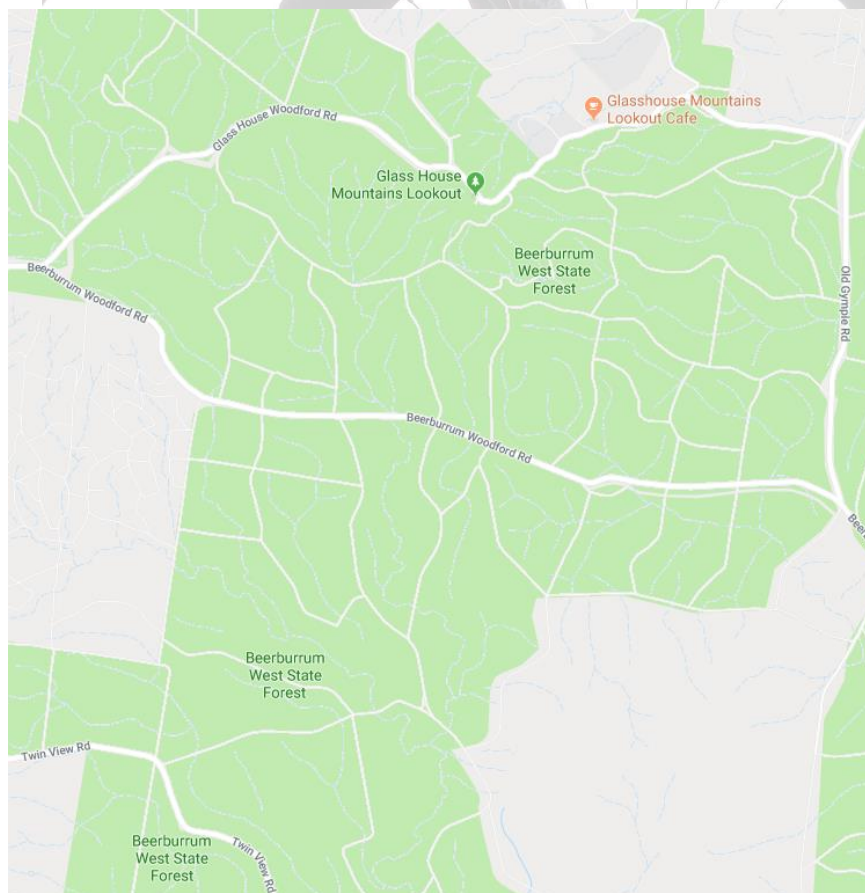 Glasshouse Mountains
Lookout Cafe
Glass House Woodford Rd
Glass House
Mountains Lookout
Beerburrum
West State
Forest
Beerburrum Woodford Rd
Old Gympie Rd
Beerburrum Woodford Rd
Beerburrum
West State
Forest
Twin View Rd
Beerburrum
West State
Forest
Twin View Rd